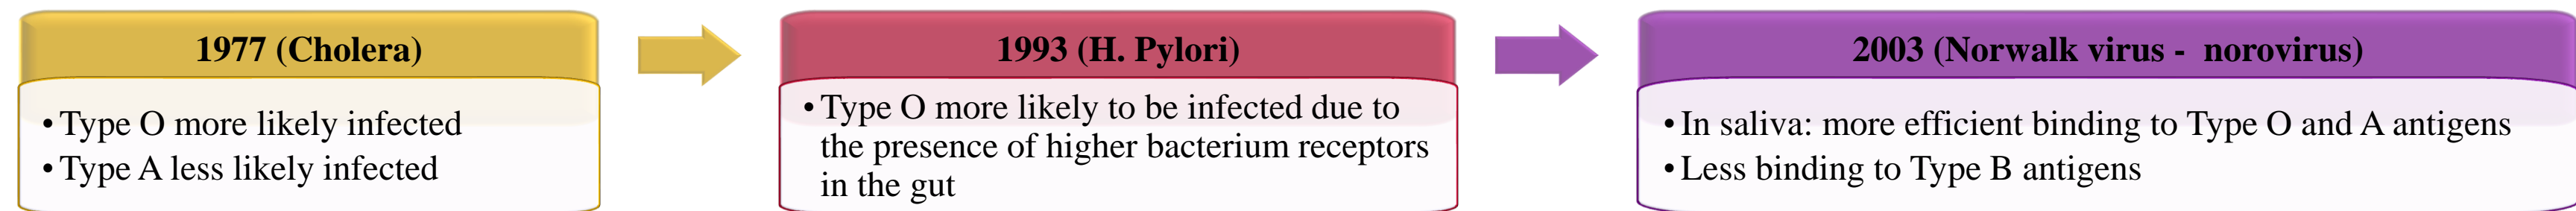 1977 (Cholera)
• Type O more likely infected
• Type A less likely infected
1993 (H. Pylori)
• Type O more likely to be infected due to
the presence of higher bacterium receptors
in the gut
2003 (Norwalk virus -  norovirus)
• In saliva: more efficient binding to Type O and A antigens
• Less binding to Type B antigens